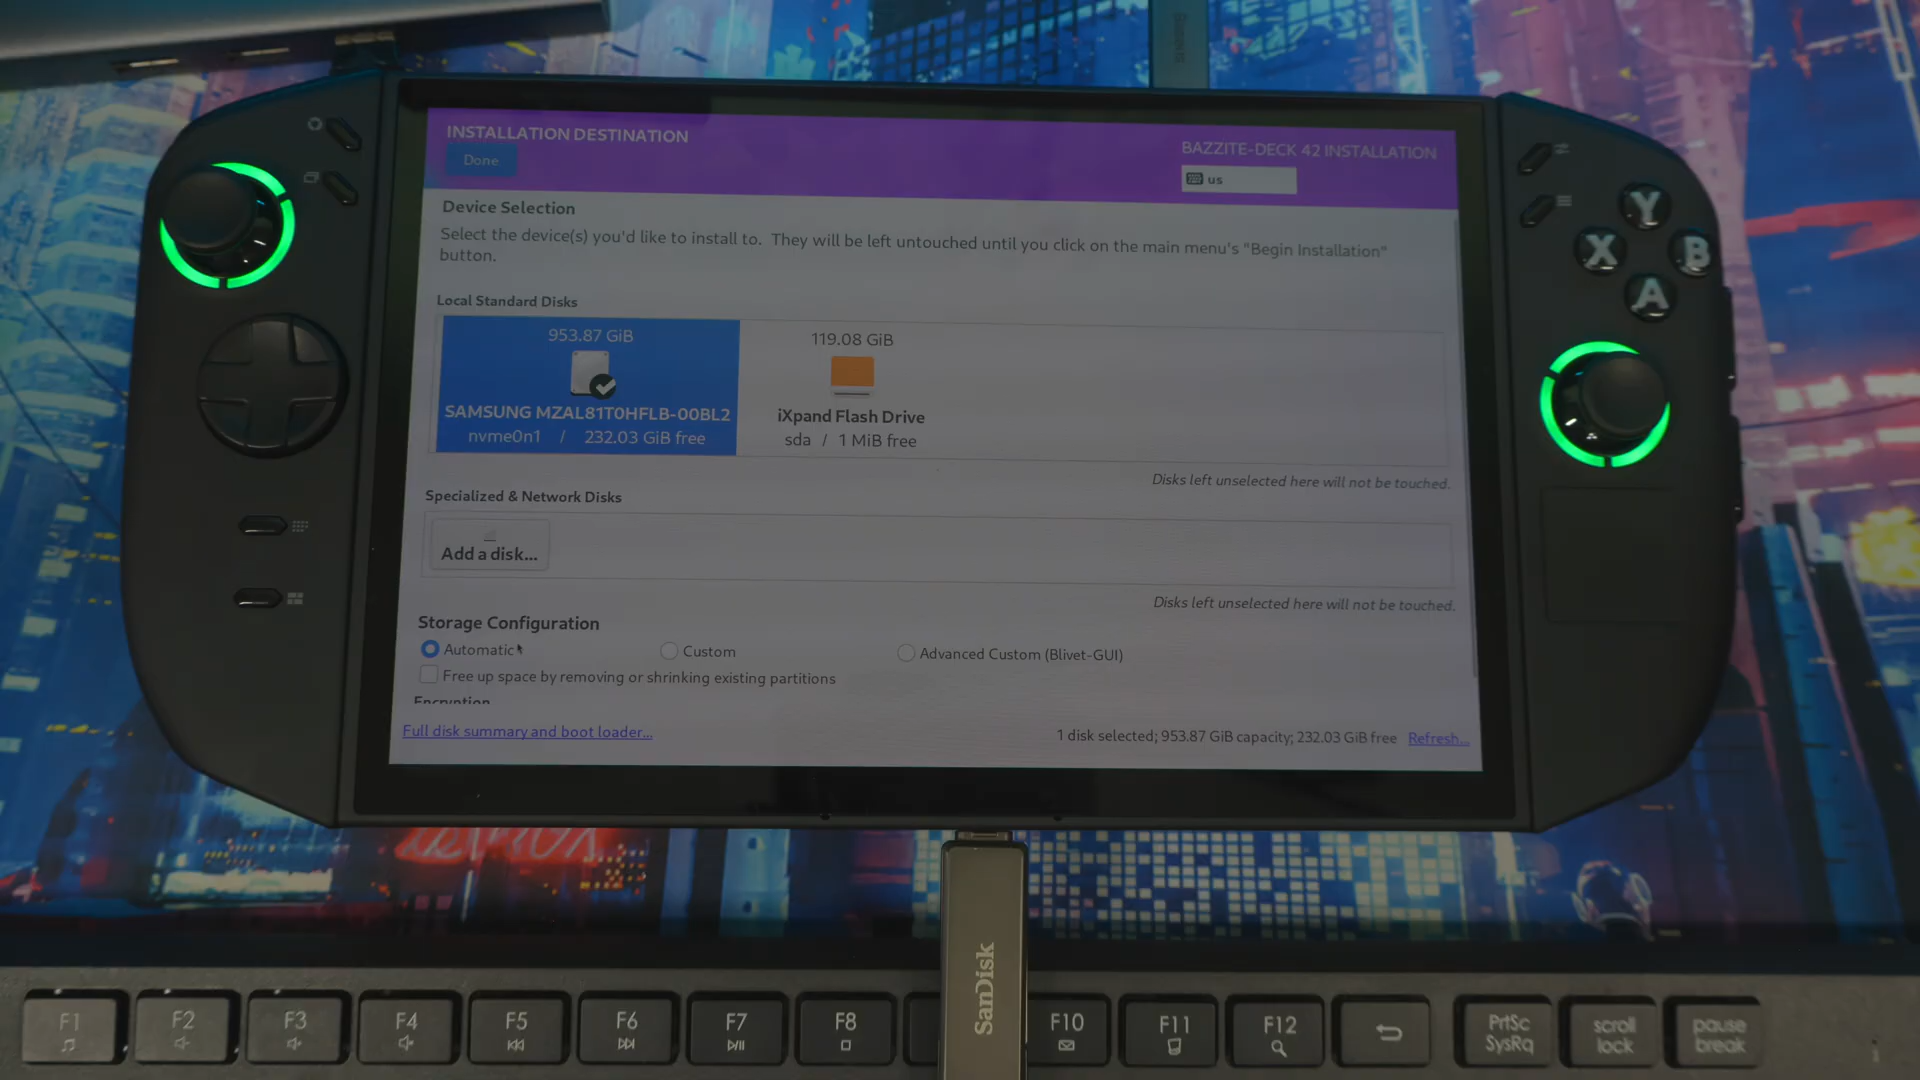 INSTALLATION DESTINATION
Done
BAZZITE-DECK 42 INSTALLATION
us
Device Selection
Select the device(s) you'd like to install to. They will be left untouched until you click on the main menu's "Begin Installation"
button.
Local Standard Disks
953.87 GiB
SAMSUNG MZAL81T0HFLB-00BL2
nvme0n1 / 232.03 GiB free
119.08 GiB
iXpand Flash Drive
sda / 1 MiB free
Disks left unselected here will not be touched.
Specialized & Network Disks
Add a disk...
Disks left unselected here will not be touched.
Storage Configuration
Automatic
Custom
Advanced Custom (Blivet-GUI)
Free up space by removing or shrinking existing partitions
Encryption
Full disk summary and boot loader...
1 disk selected; 953.87 GiB capacity; 232.03 GiB free
Refresh...
Y
X
B
A
SanDisk
F1
F2
F3
F4
F5
F6
F7
F8
F10
F11
F12
PrtSc
SysRq
scroll
lock
pause
break